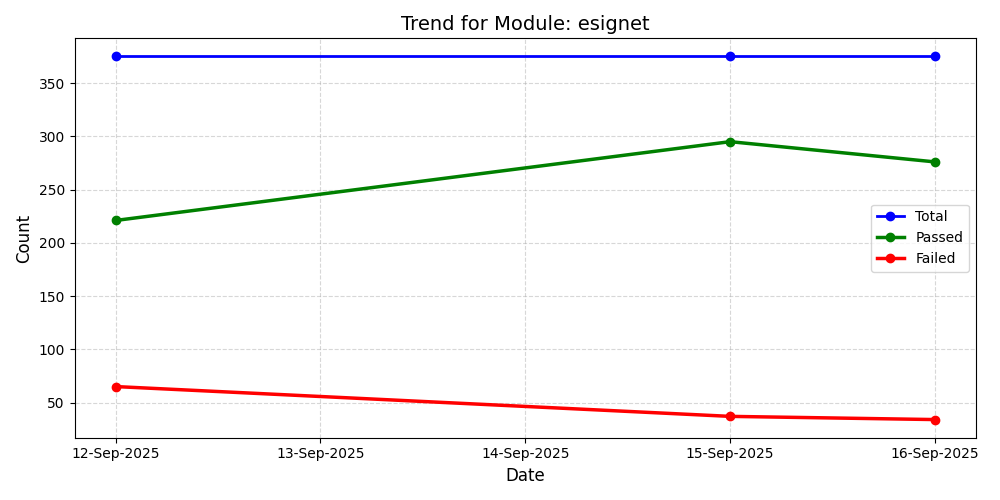 Trend for Module: esignet
Count
350
300
250
200
150
100
50
Total
Passed
Failed
12-Sep-2025 13-Sep-2025 14-Sep-2025 15-Sep-2025 16-Sep-2025
Date